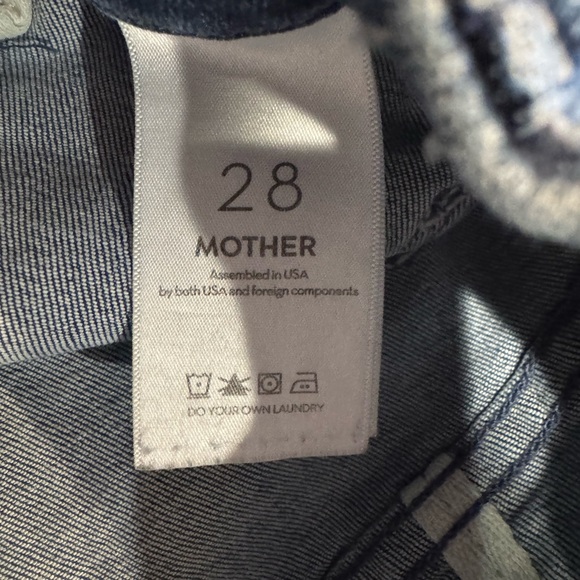 28
MOTHER
Assembled in USA
by both USA and foreign components
DO YOUR OWN LAUNDRY